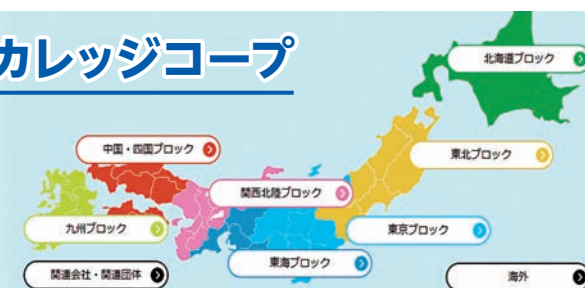 カレッジコープ
北海道ブロック
中国・四国ブロック
東北ブロック
関西北陸ブロック
九州ブロック
東京ブロック
東海ブロック
関連会社・関連団体
海外